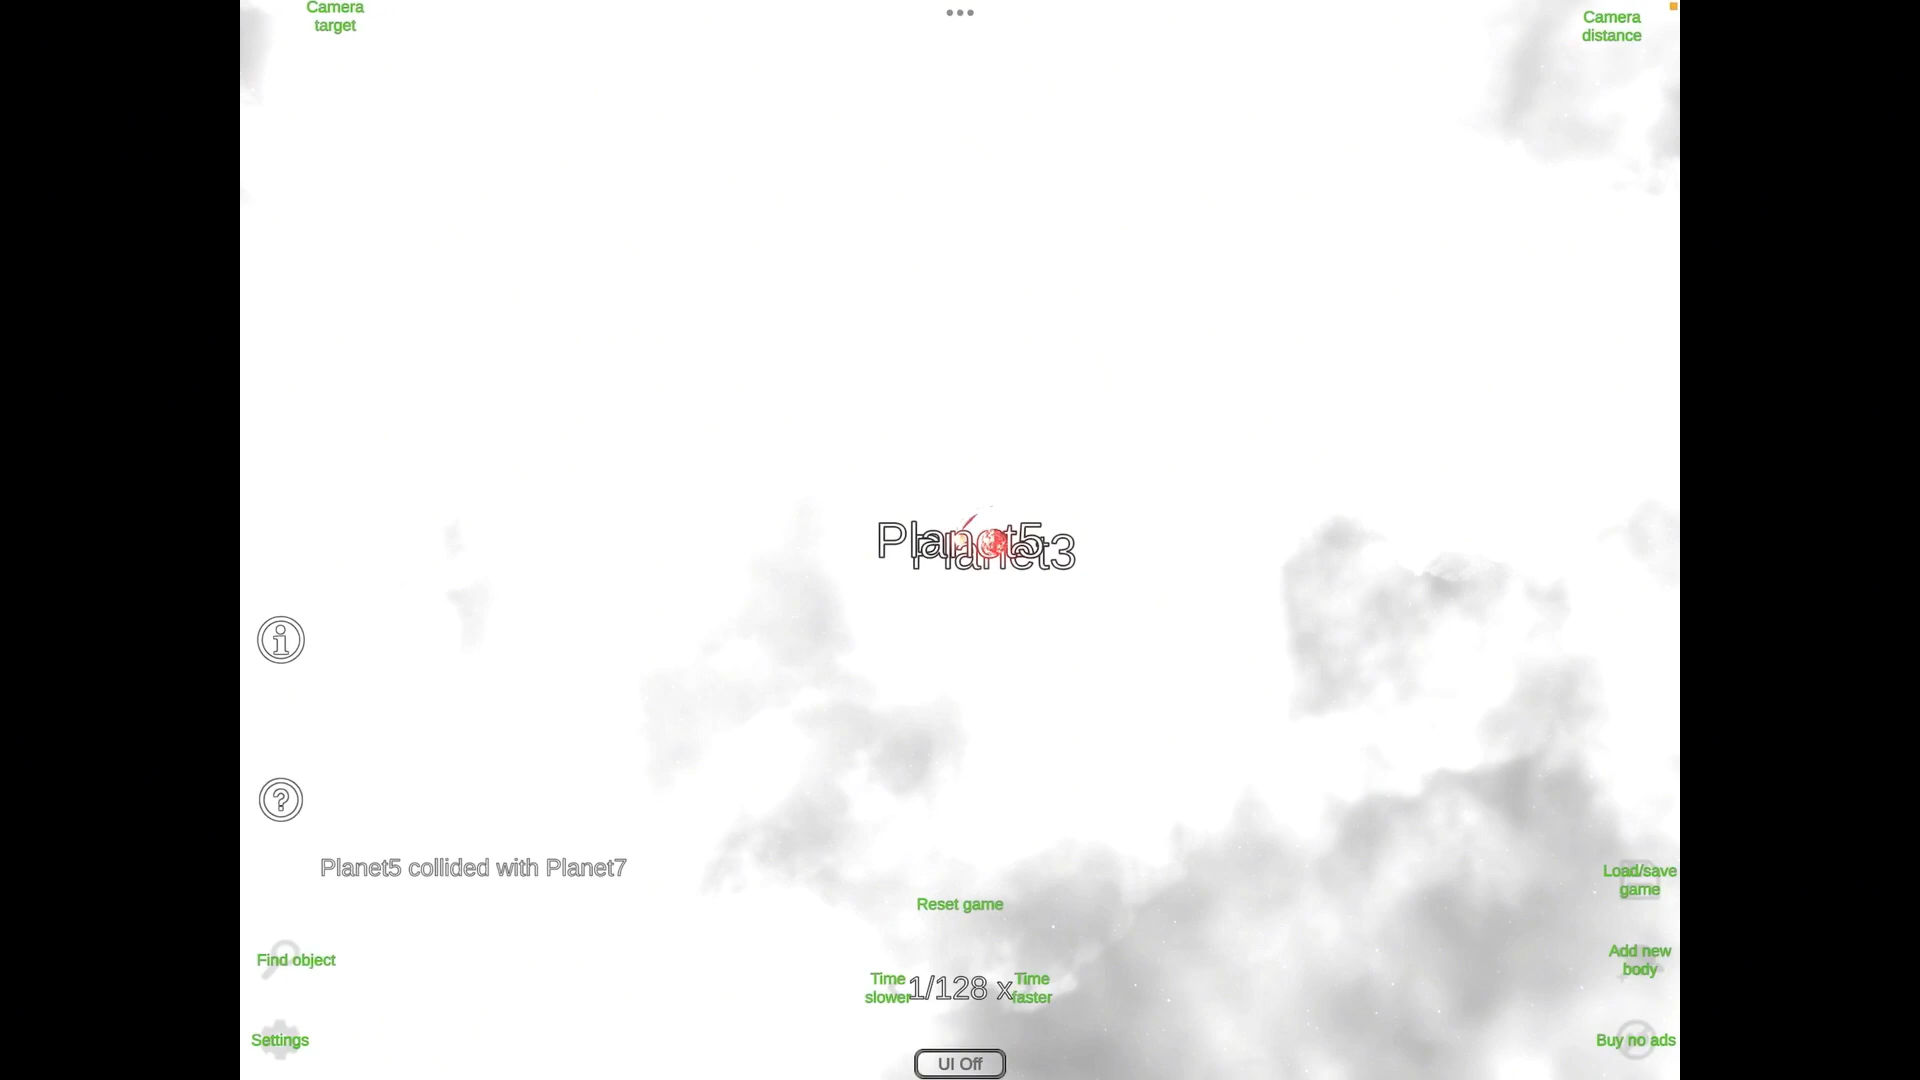 Camera
target
Camera
distance
Planet5
Planet3
Planet5 collided with Planet7
Load/save
game
Reset game
Find object
Add new
body
Time
slower
1/128 x
Time
faster
Settings
Buy no ads
UI Off